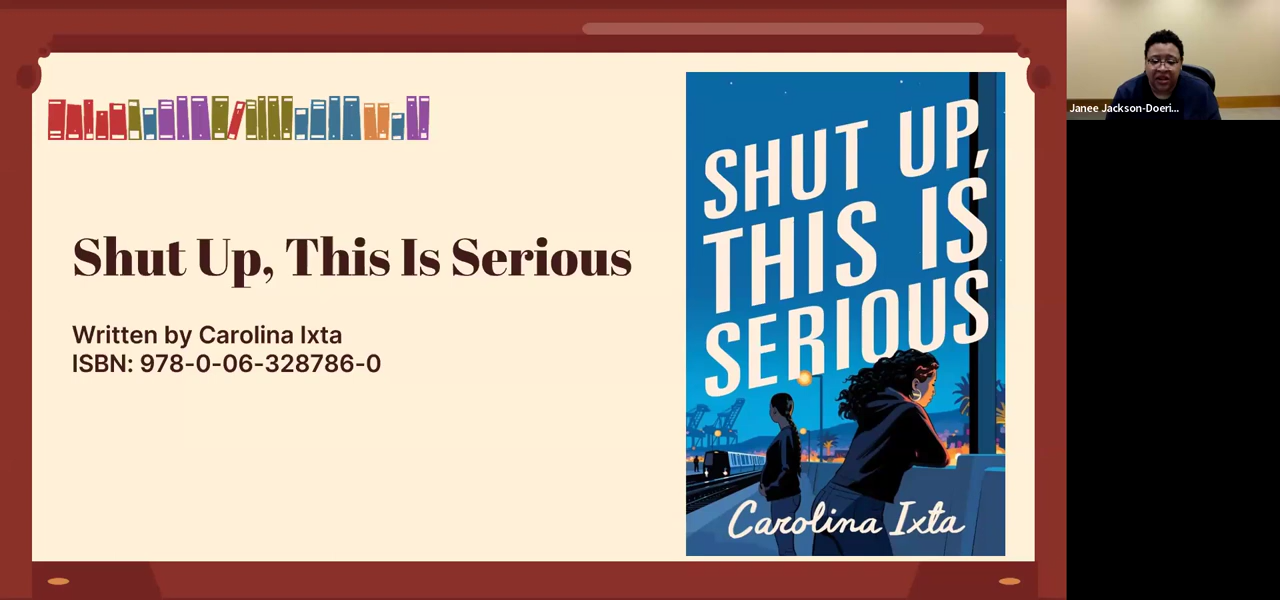 Shut Up, This Is Serious
Written by Carolina Ixta
ISBN: 978-0-06-328786-0
SHUT UP,
THIS IS
SERIOUS
Carolina Ixta
Janee Jackson-Doeri...